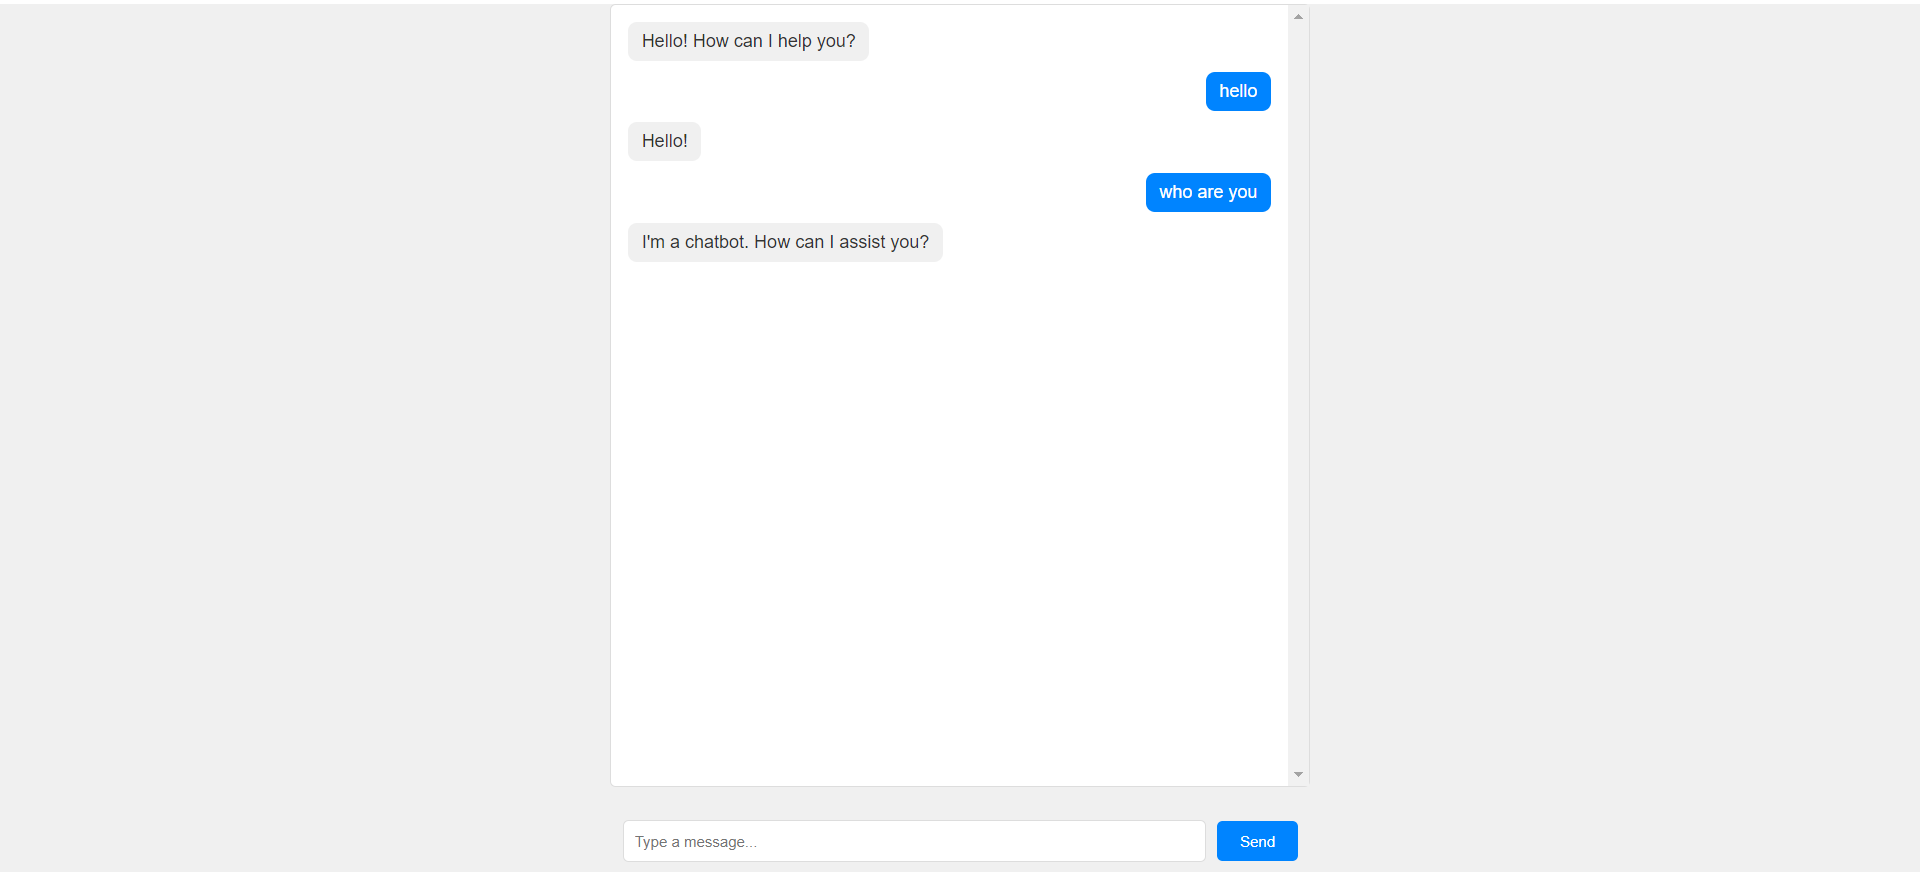 Hello! How can I help you?
hello
Hello!
who are you
I'm a chatbot. How can I assist you?
Type a message...
Send